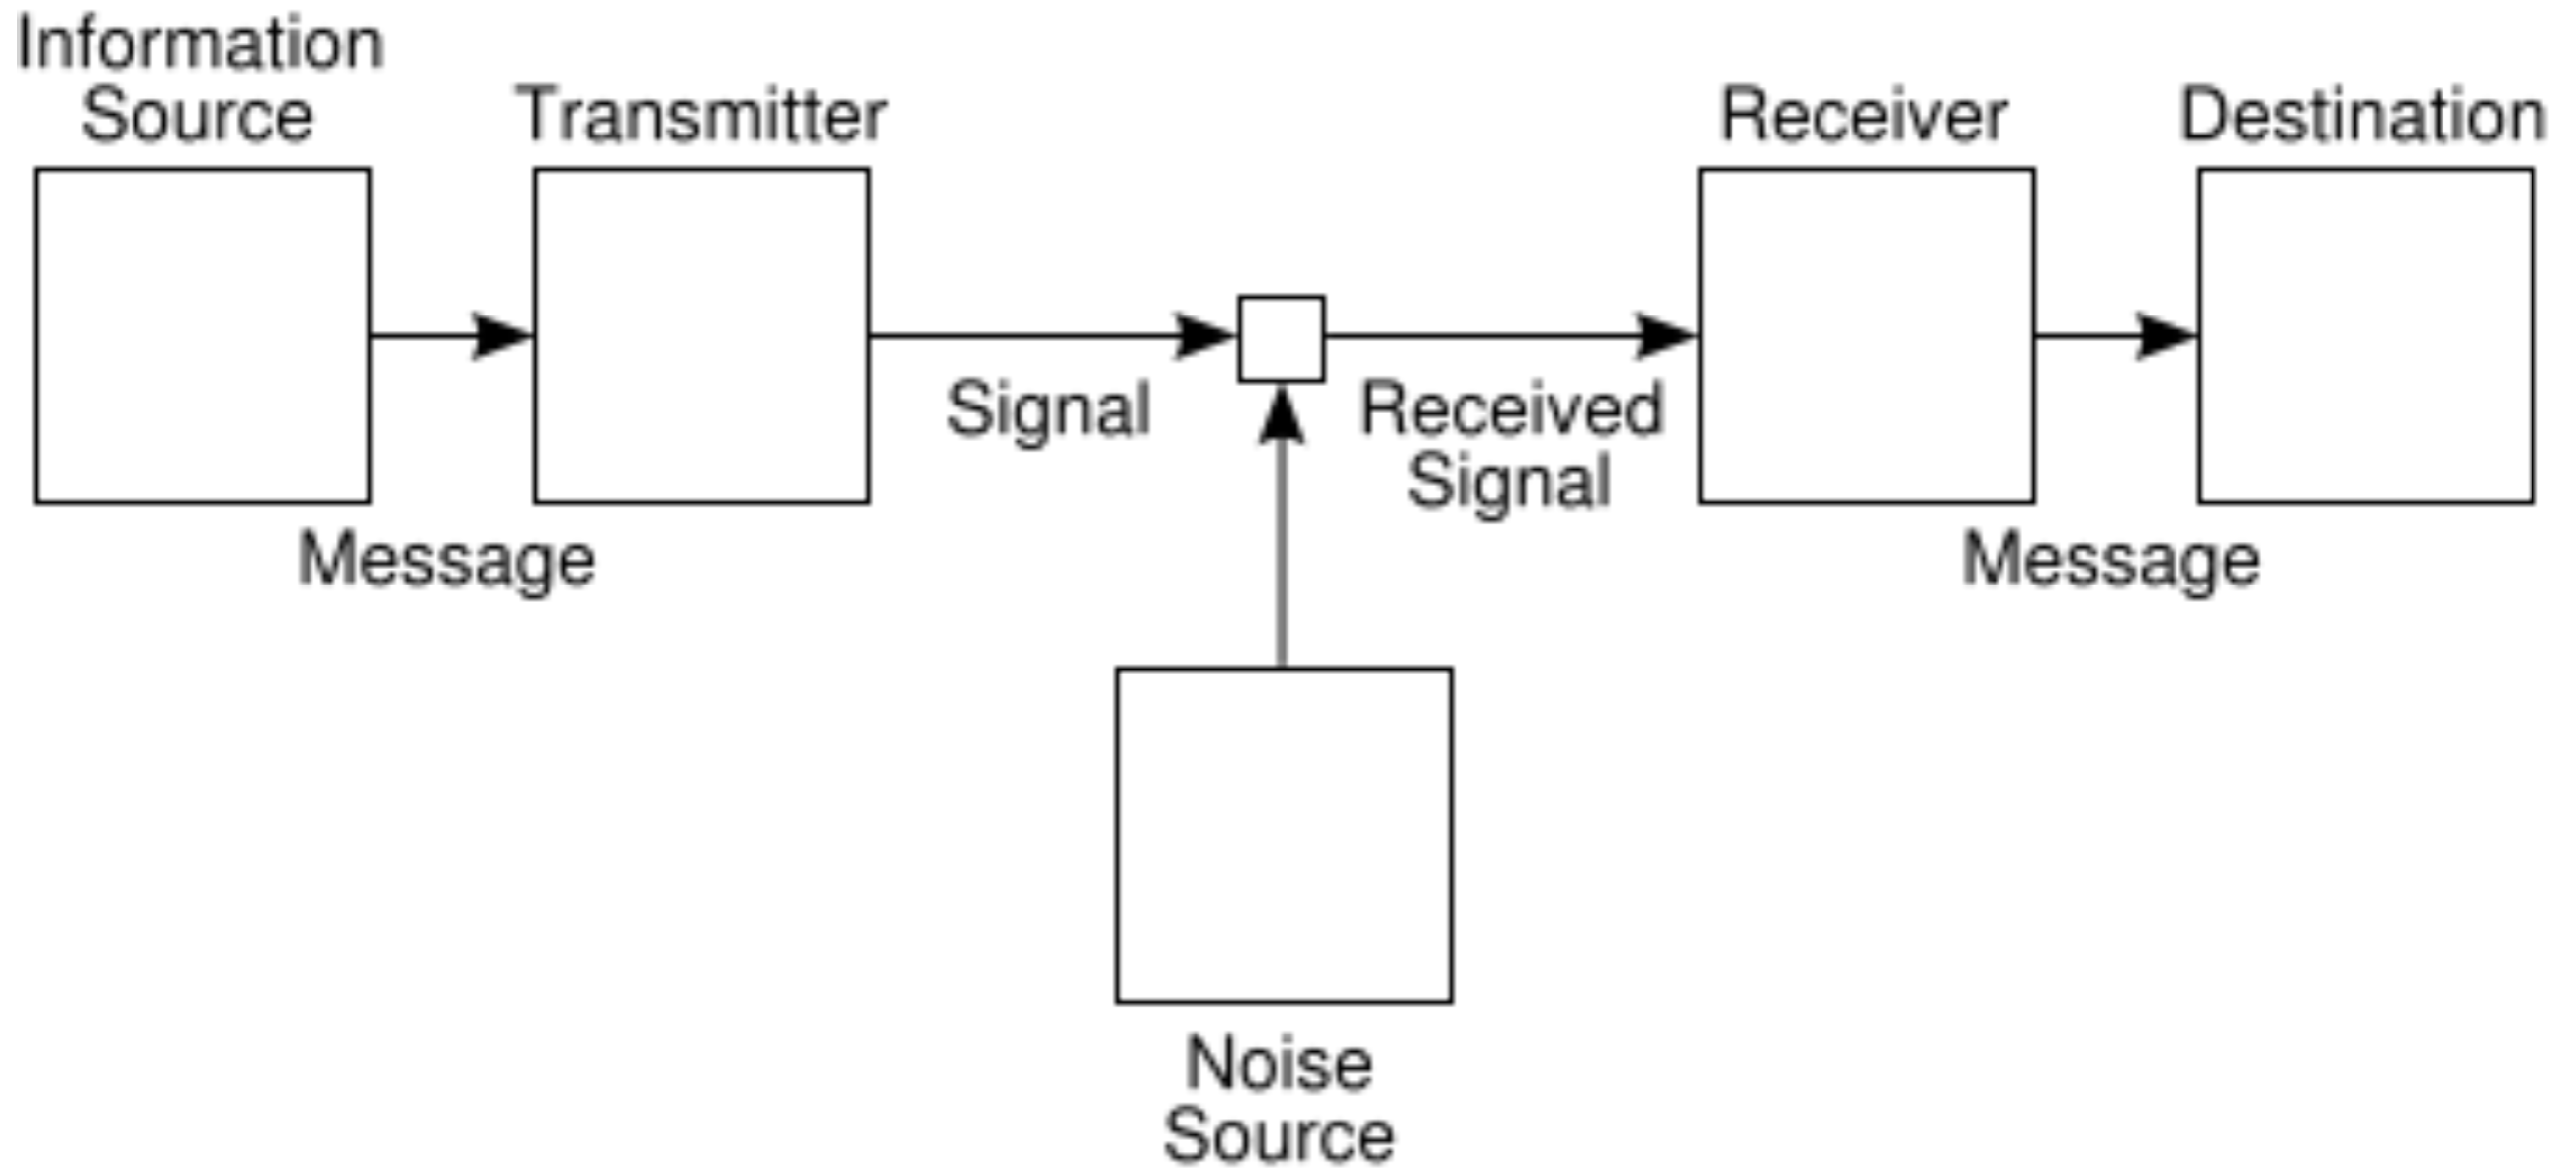 Information
Source
Transmitter
Receiver
Destination
Signal
Received
Signal
Message
Message
Noise
Source